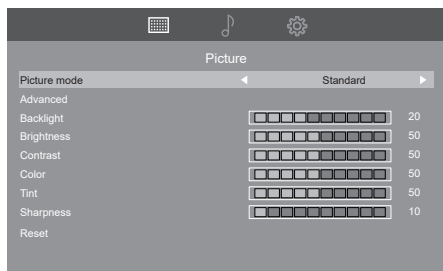 Picture
Picture mode Standard
Advanced
Backlight 20
Brightness 50
Contrast 50
Color 50
Tint 50
Sharpness 10
Reset